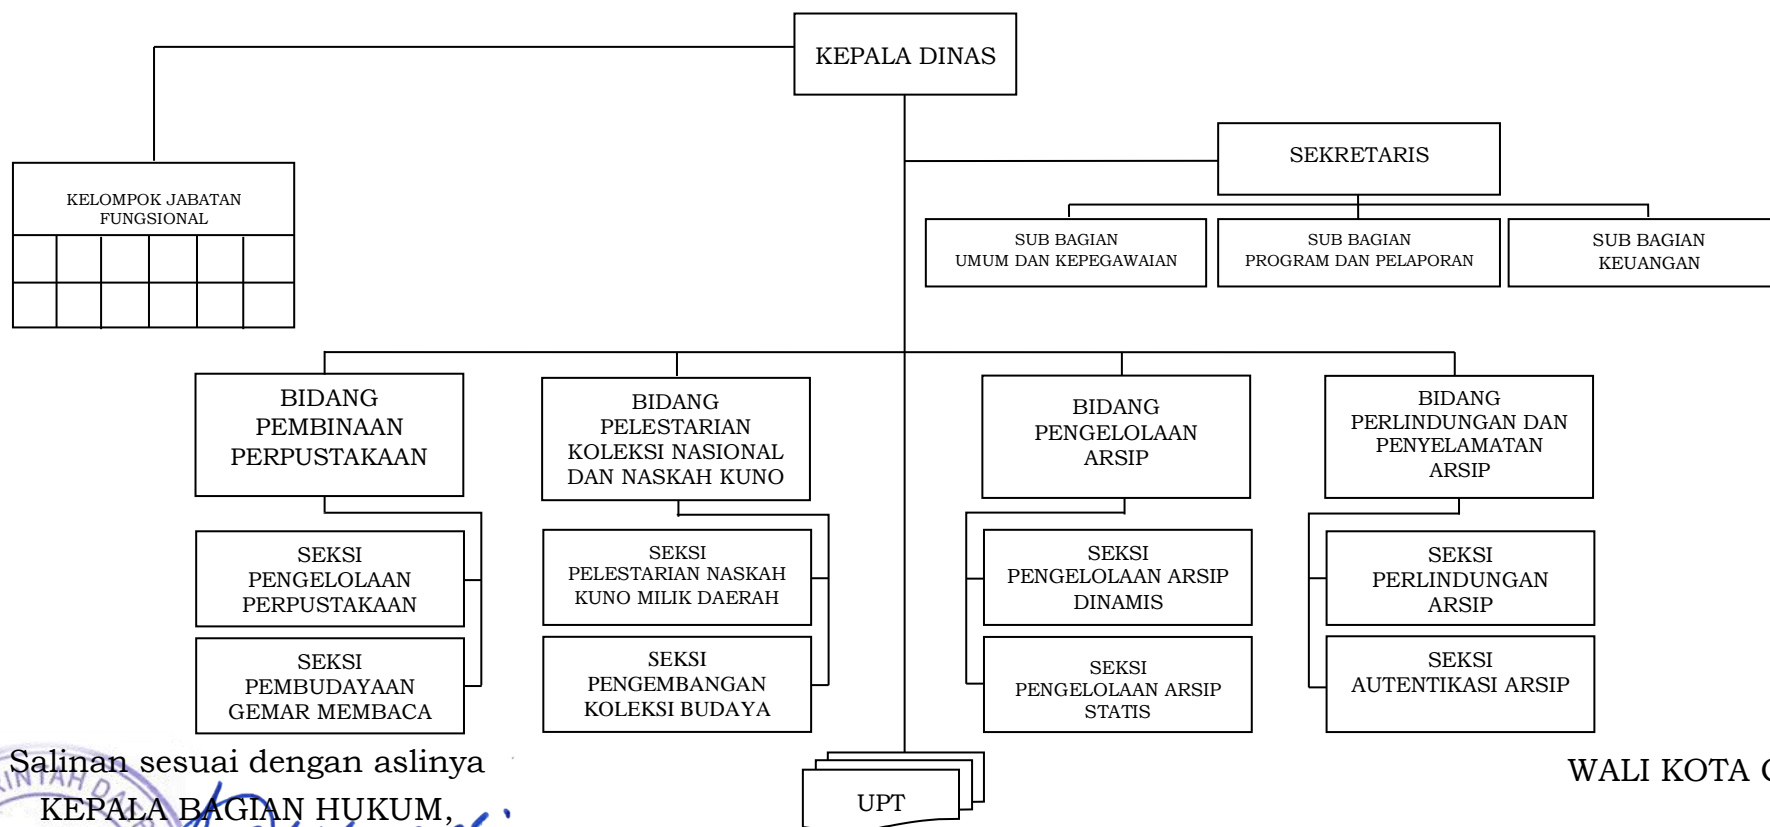 KEPALA DINAS
SEKRETARIS
KELOMPOK JABATAN
FUNGSIONAL
SUB BAGIAN
UMUM DAN KEPEGAWAIAN
SUB BAGIAN
PROGRAM DAN PELAPORAN
SUB BAGIAN
KEUANGAN
BIDANG
PEMBINAAN
PERPUSTAKAAN
BIDANG
PELESTARIAN
KOLEKSI NASIONAL
DAN NASKAH KUNO
BIDANG
PENGELOLAAN
ARSIP
BIDANG
PERLINDUNGAN DAN
PENYELAMATAN
ARSIP
SEKSI
PENGELOLAAN
PERPUSTAKAAN
SEKSI
PELESTARIAN NASKAH
KUNO MILIK DAERAH
SEKSI
PENGELOLAAN ARSIP
DINAMIS
SEKSI
PERLINDUNGAN
ARSIP
SEKSI
PEMBUDAYAAN
GEMAR MEMBACA
SEKSI
PENGEMBANGAN
KOLEKSI BUDAYA
SEKSI
PENGELOLAAN ARSIP
STATIS
SEKSI
AUTENTIKASI ARSIP
UPT
Salinan sesuai dengan aslinya
KEPALA BAGIAN HUKUM,
WALI KOTA